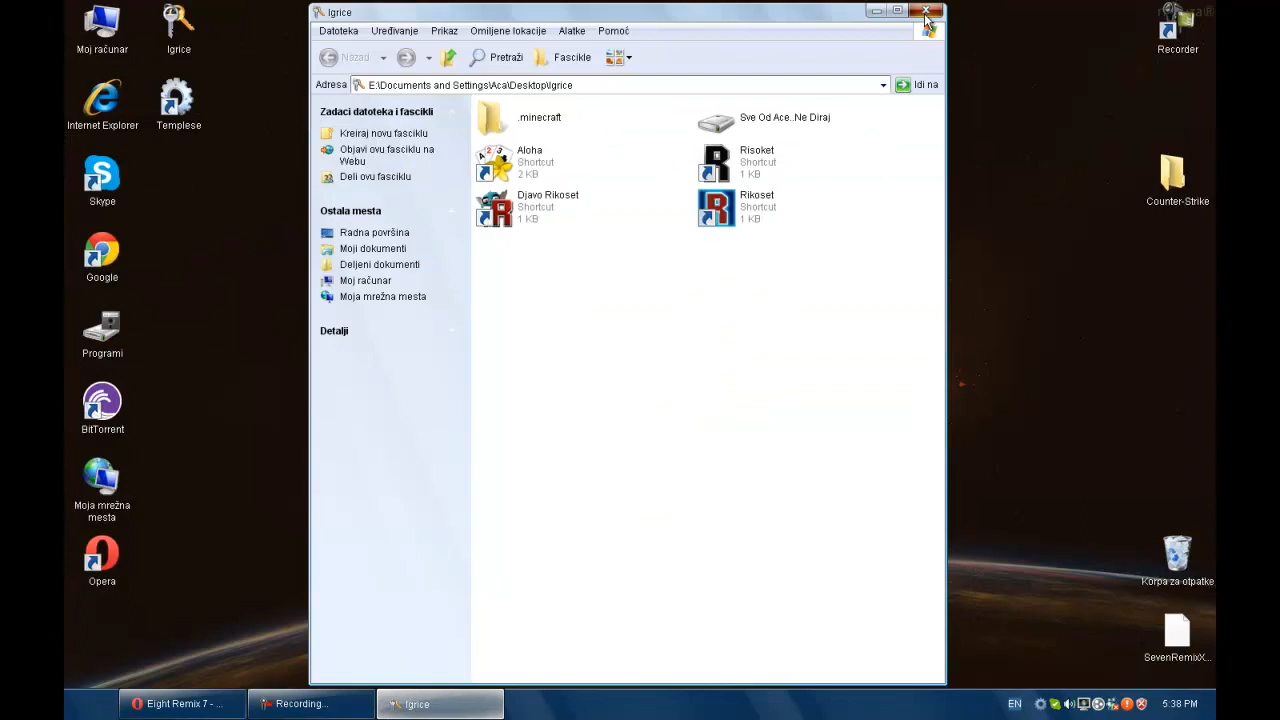 Igrice
Datoteka Uređivanje Prikaz Omiljene lokacije Alatke Pomoć
Nazad Pretraži Fascikle
Adresa E:\Documents and Settings\Aca\Desktop\Igrice Idi na
Zadaci datoteka i fascikli
Kreiraj novu fasciklu
Objavi ovu fasciklu na
Webu
Deli ovu fasciklu
Ostala mesta
Radna površina
Moji dokumenti
Deljeni dokumenti
Moj računar
Moja mrežna mesta
Detalji
.minecraft
Sve Od Ace..Ne Diraj
Aloha
Shortcut
2 KB
Risoket
Shortcut
1 KB
Djavo Rikoset
Shortcut
1 KB
Rikoset
Shortcut
1 KB
Moj računar
Igrice
Internet Explorer
Templese
Skype
Google
Programi
BitTorrent
Moja mrežna
mesta
Opera
Recorder
Counter-Strike
Korpa za otpatke
SevenRemixX...
Eight Remix 7 - ...
Recording...
Igrice
EN
5:38 PM